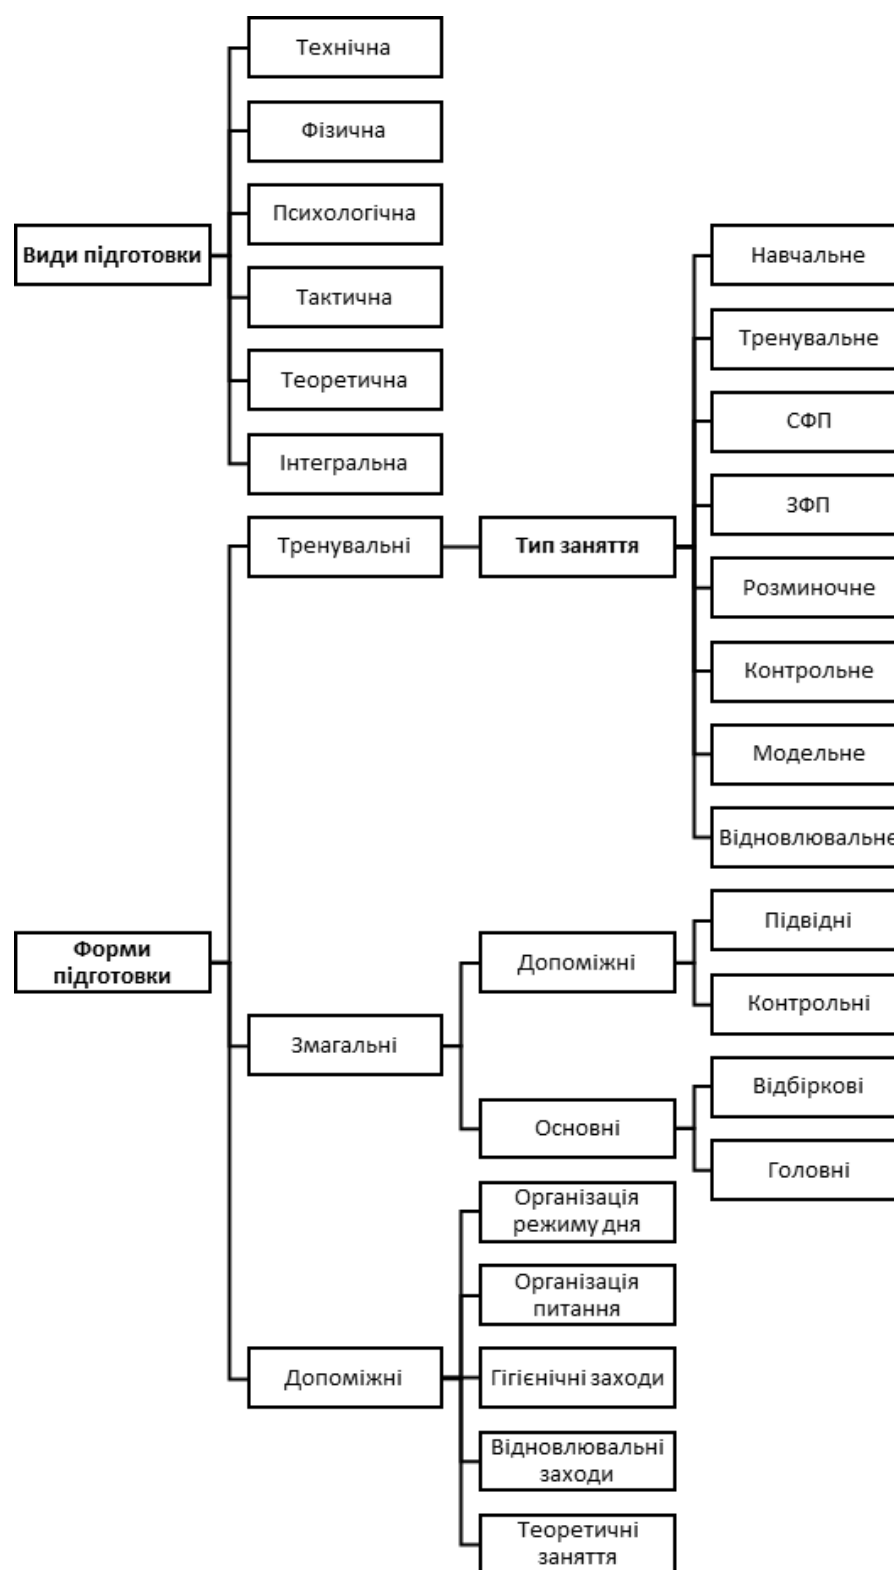 Технічна
Фізична
Психологічна
Види підготовки
Тактична
Теоретична
Інтегральна
Навчальне
Тренувальне
СФП
ЗФП
Тренувальні
Тип заняття
Розминочне
Контрольне
Модельне
Відновлювальне
Форми
підготовки
Змагальні
Допоміжні
Підвідні
Контрольні
Основні
Відбіркові
Головні
Допоміжні
Організація
режиму дня
Організація
питання
Гігієнічні заходи
Відновлювальні
заходи
Теоретичні
заняття